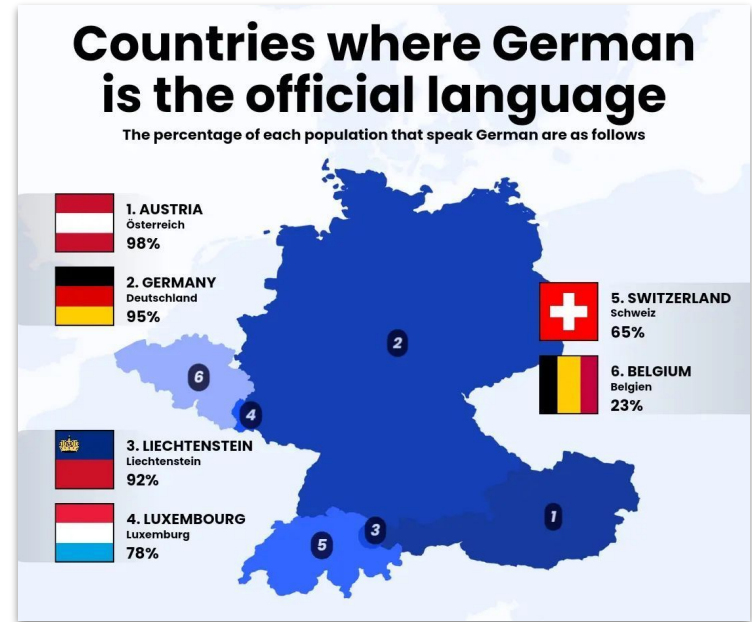 Countries where German
is the official language
The percentage of each population that speak German are as follows
1. AUSTRIA
Österreich
98%
2. GERMANY
Deutschland
95%
3. LIECHTENSTEIN
Liechtenstein
92%
4. LUXEMBOURG
Luxemburg
78%
5. SWITZERLAND
Schweiz
65%
6. BELGIUM
Belgien
23%
2
6
4
1
3
5